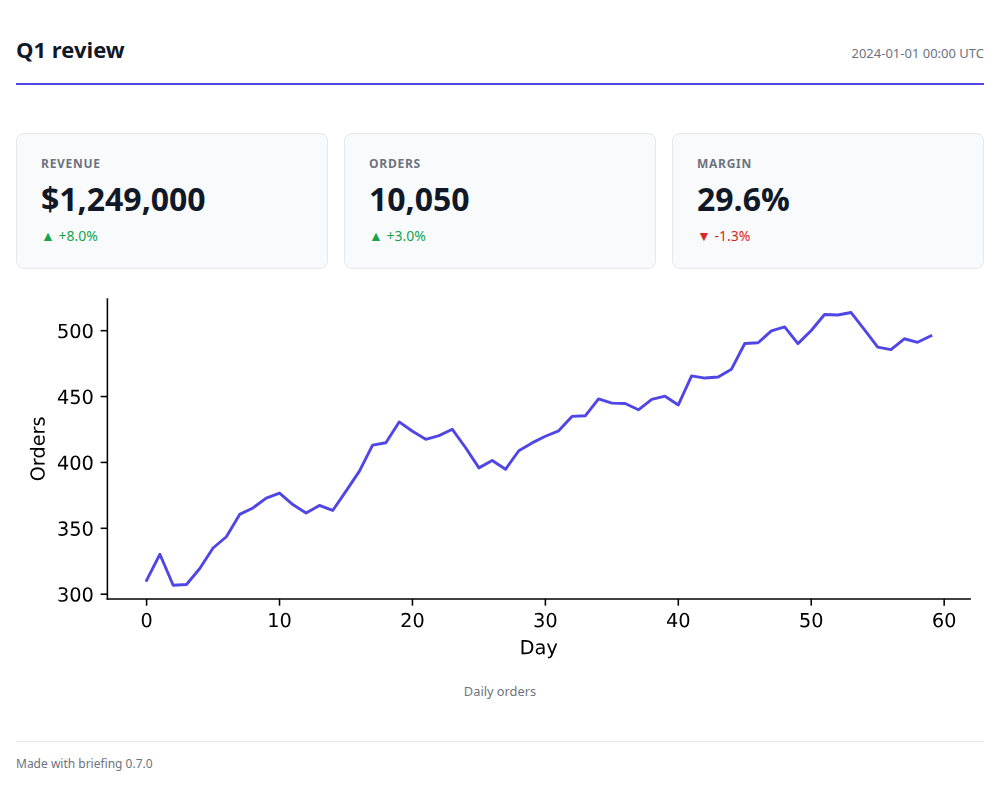 Q1 review
2024-01-01 00:00 UTC
REVENUE
$1,249,000
▲ +8.0%
ORDERS
10,050
▲ +3.0%
MARGIN
29.6%
▼ -1.3%
500
450
400
350
300
Orders
0 10 20 30 40 50 60
Day
Daily orders
Made with briefing 0.7.0